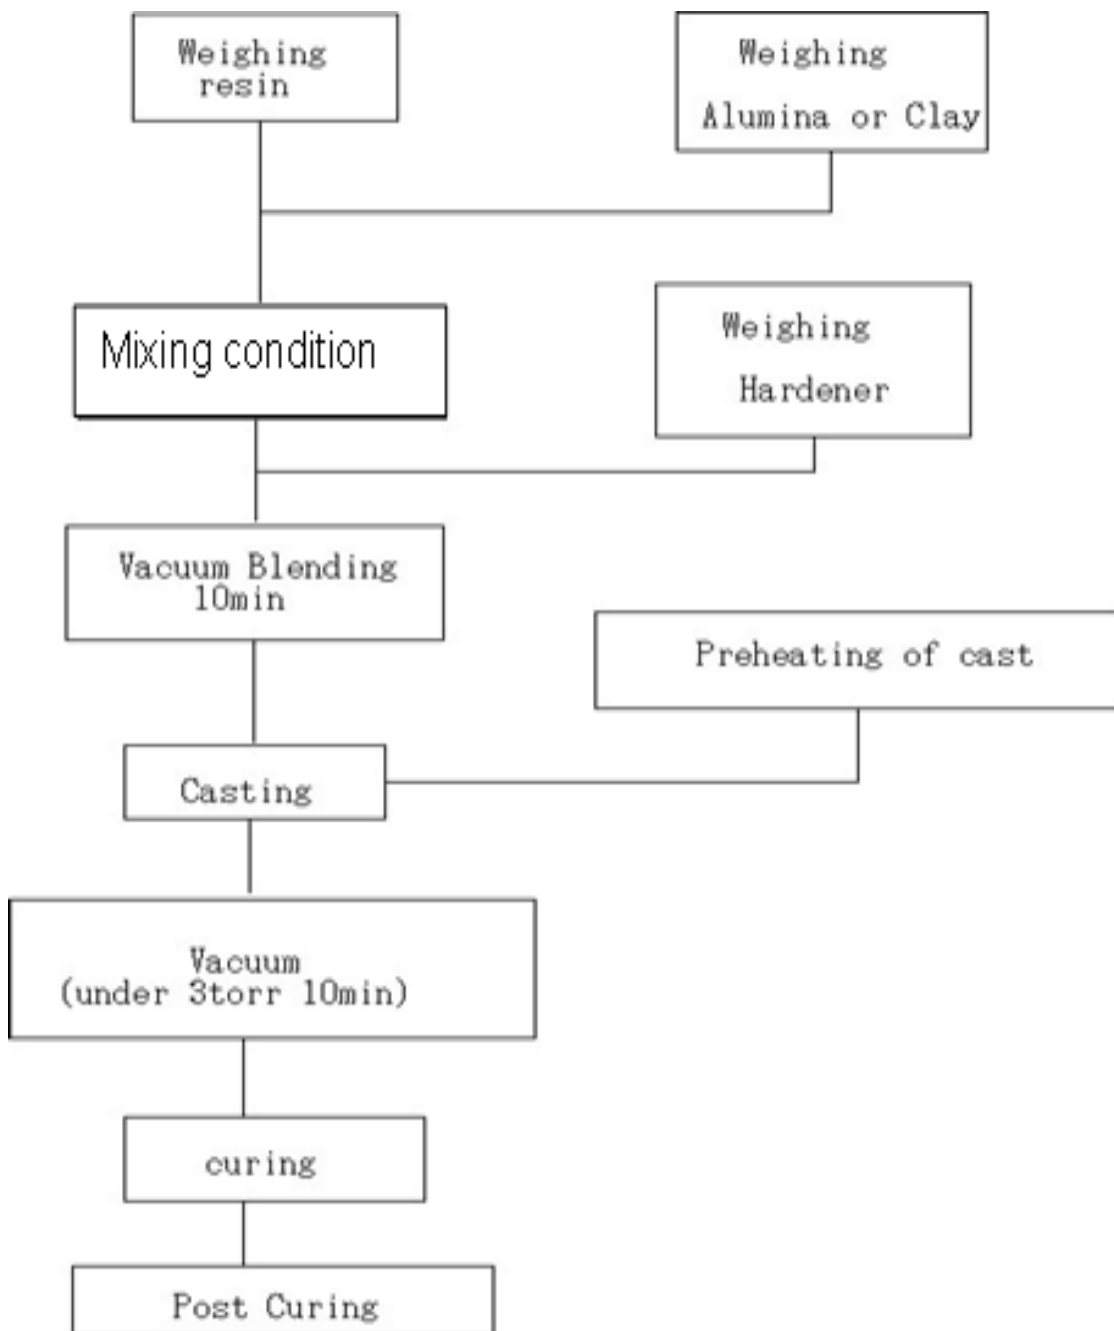 Weighing
resin
Weighing
Alumina or Clay
Mixing condition
Weighing
Hardener
Vacuum Blending
10min
Preheating of cast
Casting
Vacuum
(under 3torr 10min)
curing
Post Curing